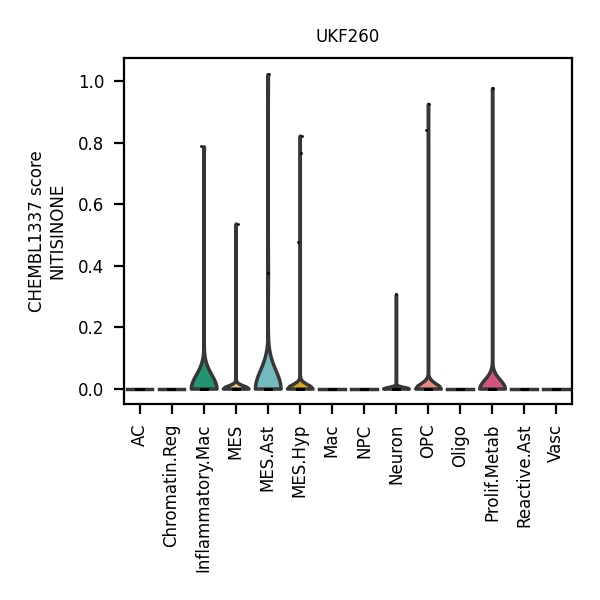 UKF260
CHEMBL1337 score
NITISINONE
1.0
0.8
0.6
0.4
0.2
0.0
AC
Chromatin.Reg
Inflammatory.Mac
MES
MES.Ast
MES.Hyp
Mac
NPC
Neuron
OPC
Oligo
Prolif.Metab
Reactive.Ast
Vasc